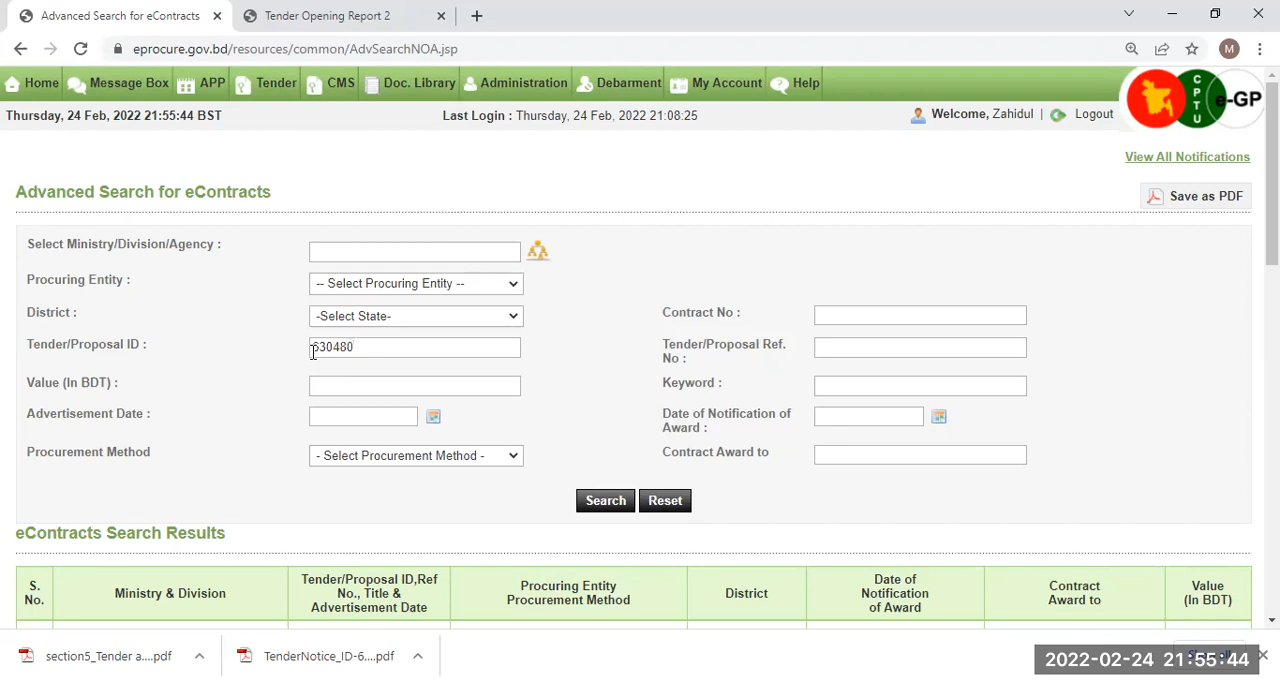 Advanced Search for eContracts
Tender Opening Report 2
eprocure.gov.bd/resources/common/AdvSearchNOA.jsp
M
Home Message Box APP Tender CMS Doc. Library Administration Debarment My Account Help
C
P
T
U
e-GP
Thursday, 24 Feb, 2022 21:55:44 BST
Last Login : Thursday, 24 Feb, 2022 21:08:25
Welcome, Zahidul | Logout
View All Notifications
Advanced Search for eContracts
Save as PDF
Select Ministry/Division/Agency :
Procuring Entity : -- Select Procuring Entity --
District : -Select State- Contract No :
Tender/Proposal ID : 630480 Tender/Proposal Ref.
No :
Value (In BDT) : Keyword :
Advertisement Date : Date of Notification of
Award :
Procurement Method - Select Procurement Method - Contract Award to
Search Reset
eContracts Search Results
S.
No.
Ministry & Division
Tender/Proposal ID,Ref
No., Title &
Advertisement Date
Procuring Entity
Procurement Method
District
Date of
Notification
of Award
Contract
Award to
Value
(In BDT)
section5_Tender a....pdf
TenderNotice_ID-6....pdf
2022-02-24 21:55:44